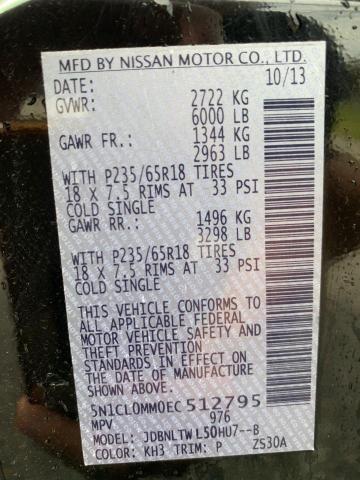 MFD BY NISSAN MOTOR CO., LTD.
DATE: 10/13
GVWR: 2722 KG
6000 LB
GAWR FR.: 1344 KG
2963 LB
WITH P235/65R18 TIRES
18 X 7.5 RIMS AT 33 PSI
COLD SINGLE
GAWR RR.: 1496 KG
3298 LB
WITH P235/65R18 TIRES
18 X 7.5 RIMS AT 33 PSI
COLD SINGLE
THIS VEHICLE CONFORMS TO
ALL APPLICABLE FEDERAL
MOTOR VEHICLE SAFETY AND
THEFT PREVENTION
STANDARDS IN EFFECT ON
THE DATE OF MANUFACTURE
SHOWN ABOVE.
5N1CL0MM0EC512795
MPV 976
MODEL: JDBNLTWL50HU7--B
COLOR: KH3 TRIM: P ZS30A